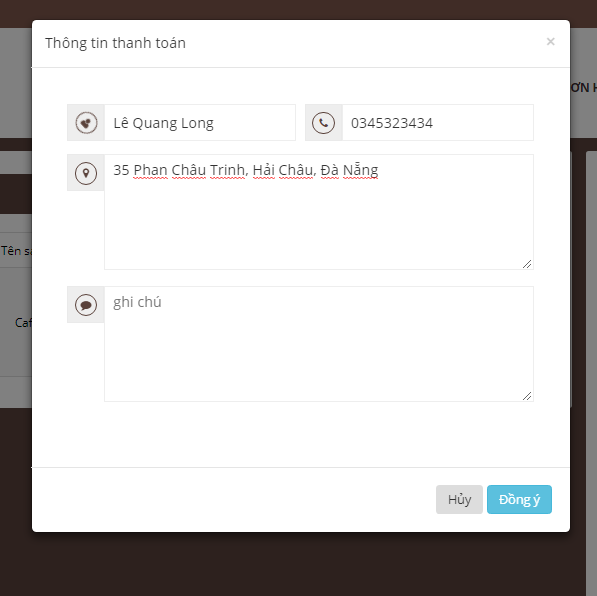 Thông tin thanh toán
×
Lê Quang Long
0345323434
35 Phan Châu Trinh, Hải Châu, Đà Nẵng
ghi chú
Tên
Hủy
Đồng ý